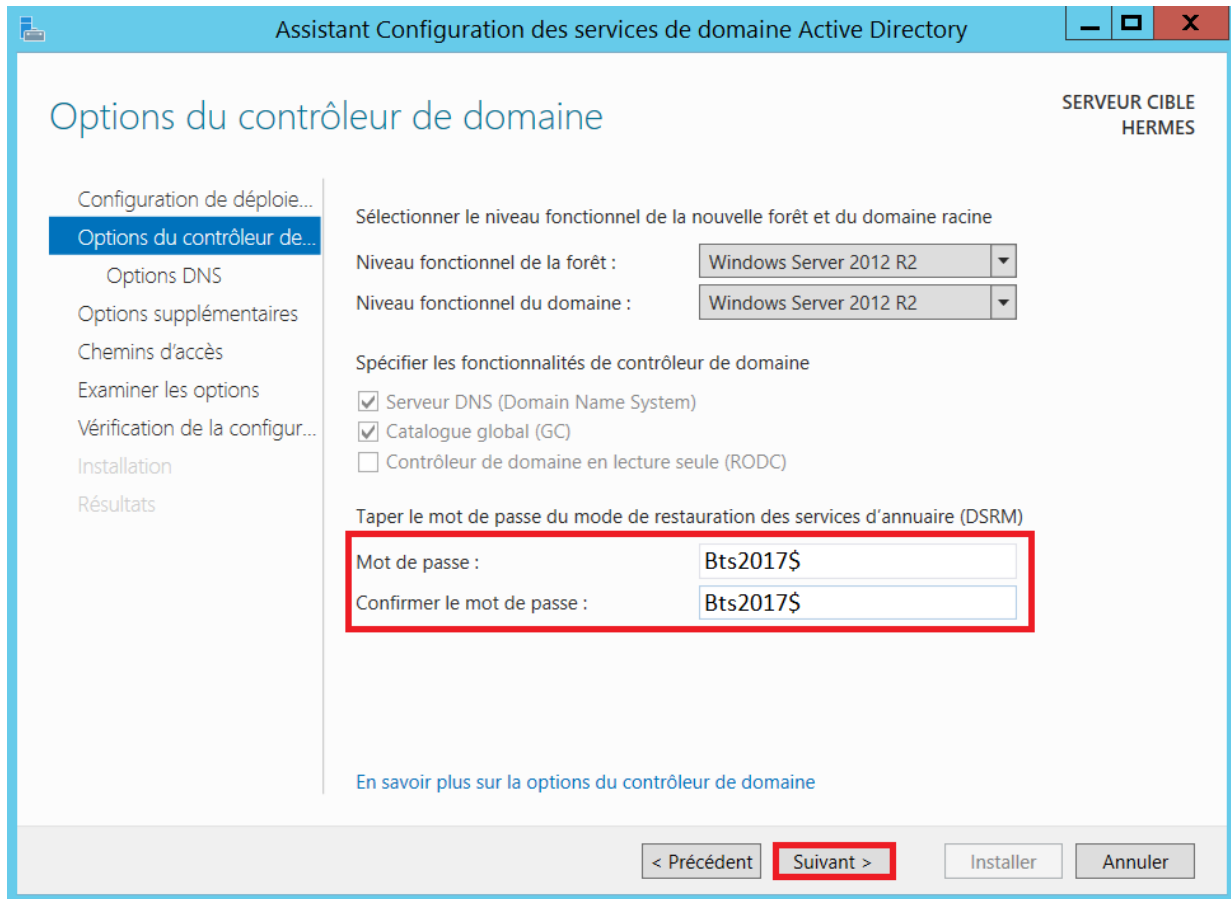 Assistant Configuration des services de domaine Active Directory
Options du contrôleur de domaine
SERVEUR CIBLE
HERMES
Configuration de déploie...
Options du contrôleur de...
Options DNS
Options supplémentaires
Chemins d'accès
Examiner les options
Vérification de la configur...
Installation
Résultats
Sélectionner le niveau fonctionnel de la nouvelle forêt et du domaine racine
Niveau fonctionnel de la forêt : Windows Server 2012 R2
Niveau fonctionnel du domaine : Windows Server 2012 R2
Spécifier les fonctionnalités de contrôleur de domaine
Serveur DNS (Domain Name System)
Catalogue global (GC)
Contrôleur de domaine en lecture seule (RODC)
Taper le mot de passe du mode de restauration des services d'annuaire (DSRM)
Mot de passe : Bts2017$
Confirmer le mot de passe : Bts2017$
En savoir plus sur la options du contrôleur de domaine
< Précédent Suivant > Installer Annuler